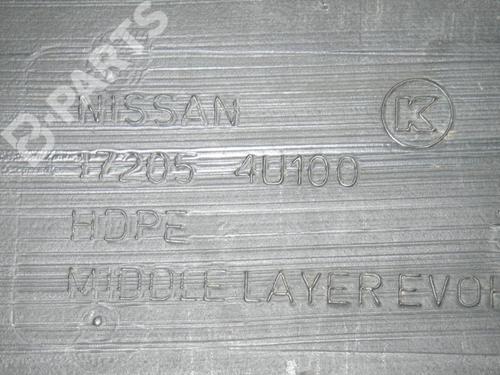 B-PARTS
NISSAN
K
17205 4U100
HDPE
MIDDLE LAYER EVOH